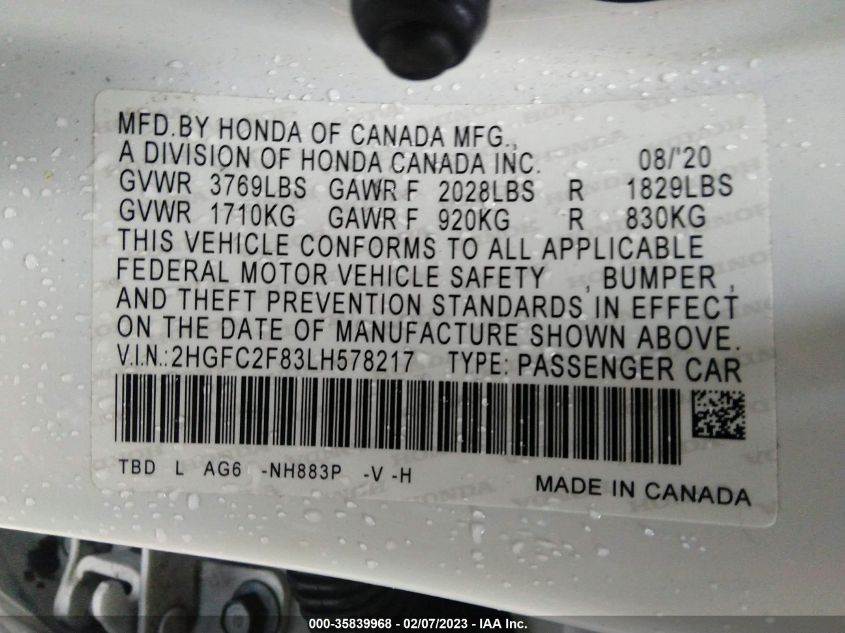 MFD.BY HONDA OF CANADA MFG.,
A DIVISION OF HONDA CANADA INC. 08/'20
GVWR 3769LBS GAWR F 2028LBS R 1829LBS
GVWR 1710KG GAWR F 920KG R 830KG
THIS VEHICLE CONFORMS TO ALL APPLICABLE
FEDERAL MOTOR VEHICLE SAFETY , BUMPER ,
AND THEFT PREVENTION STANDARDS IN EFFECT
ON THE DATE OF MANUFACTURE SHOWN ABOVE.
V.I.N.:2HGFC2F83LH578217 TYPE: PASSENGER CAR
TBD L AG6 -NH883P -V -H
MADE IN CANADA
000-35839968 - 02/07/2023 - IAA Inc.